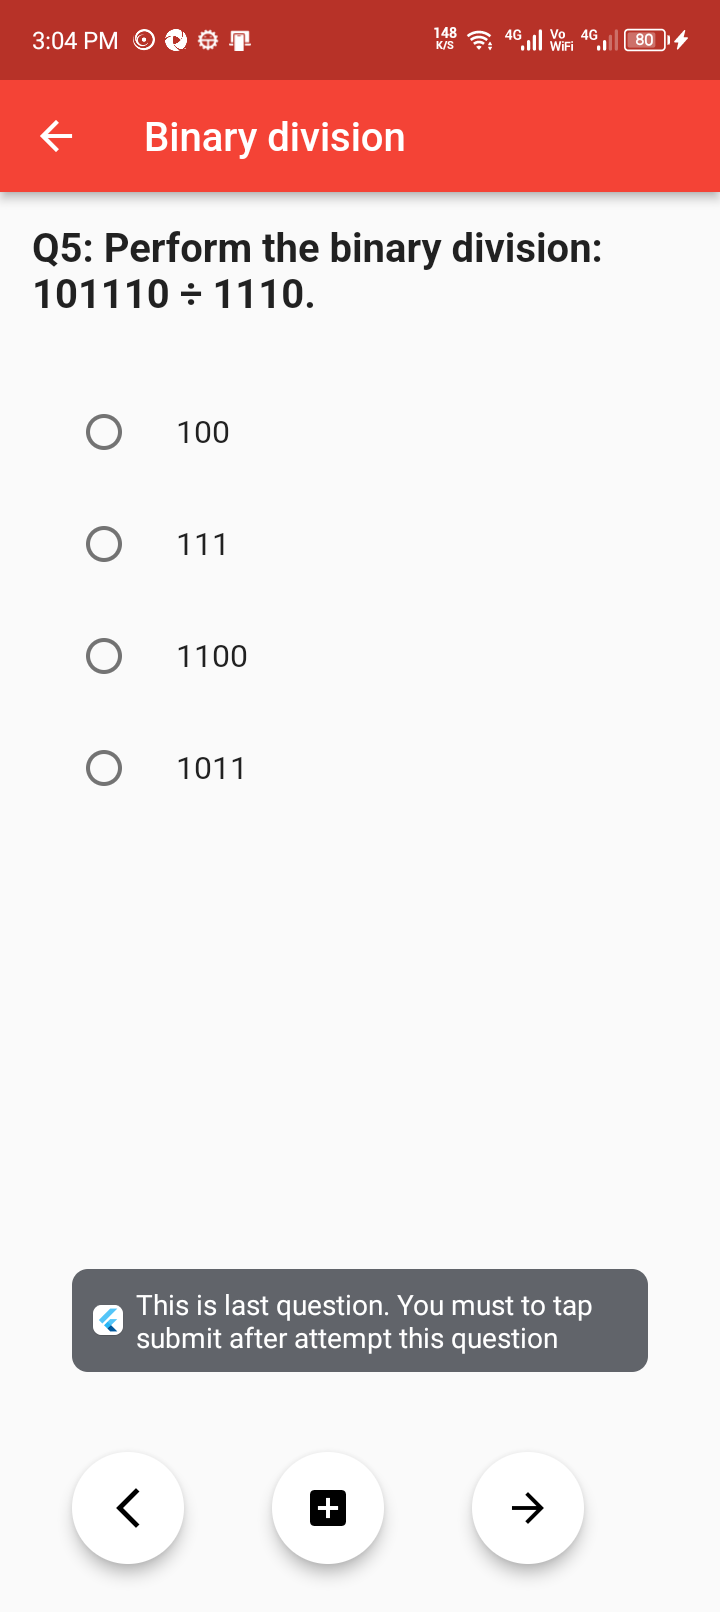 3:04 PM 148 K/S 4G Vo WiFi 4G 80
Binary division
Q5: Perform the binary division:
101110 ÷ 1110.
100
111
1100
1011
This is last question. You must to tap
submit after attempt this question